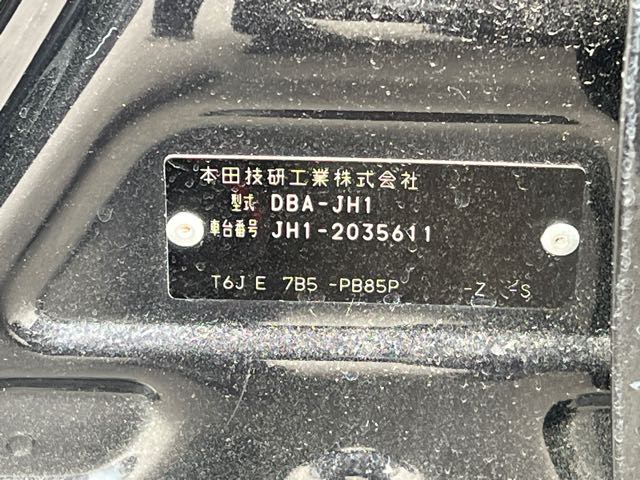 本田技研工業株式会社
型式 DBA-JH1
車台番号 JH1-2035611
T6J E 7B5 -PB85P -Z -S